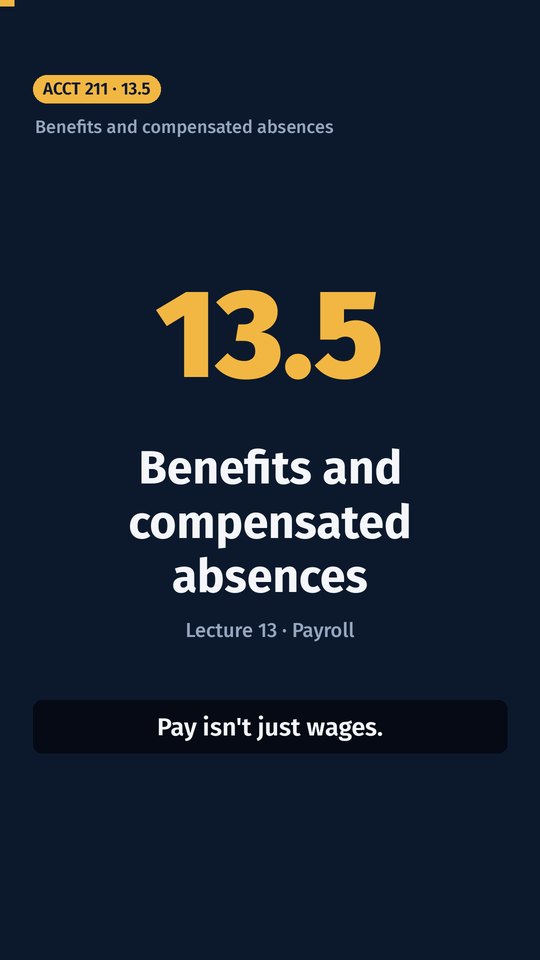 ACCT 211 · 13.5
Benefits and compensated absences
13.5
Benefits and
compensated
absences
Lecture 13 · Payroll
Pay isn't just wages.